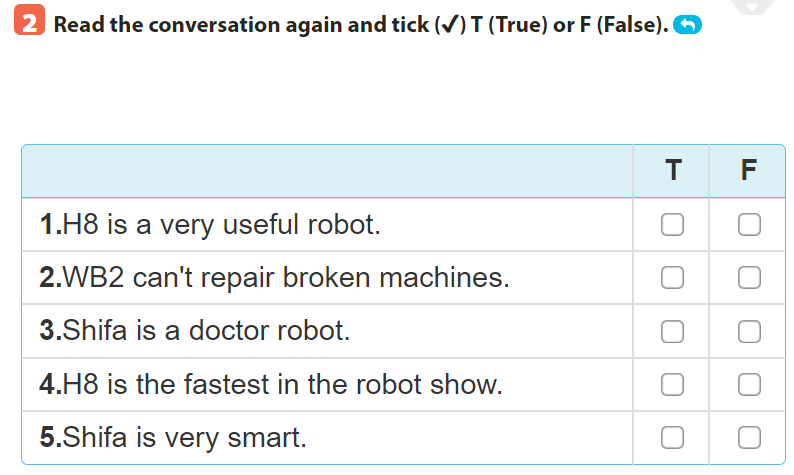 2 Read the conversation again and tick (✓) T (True) or F (False).
T F
1.H8 is a very useful robot.
2.WB2 can't repair broken machines.
3.Shifa is a doctor robot.
4.H8 is the fastest in the robot show.
5.Shifa is very smart.